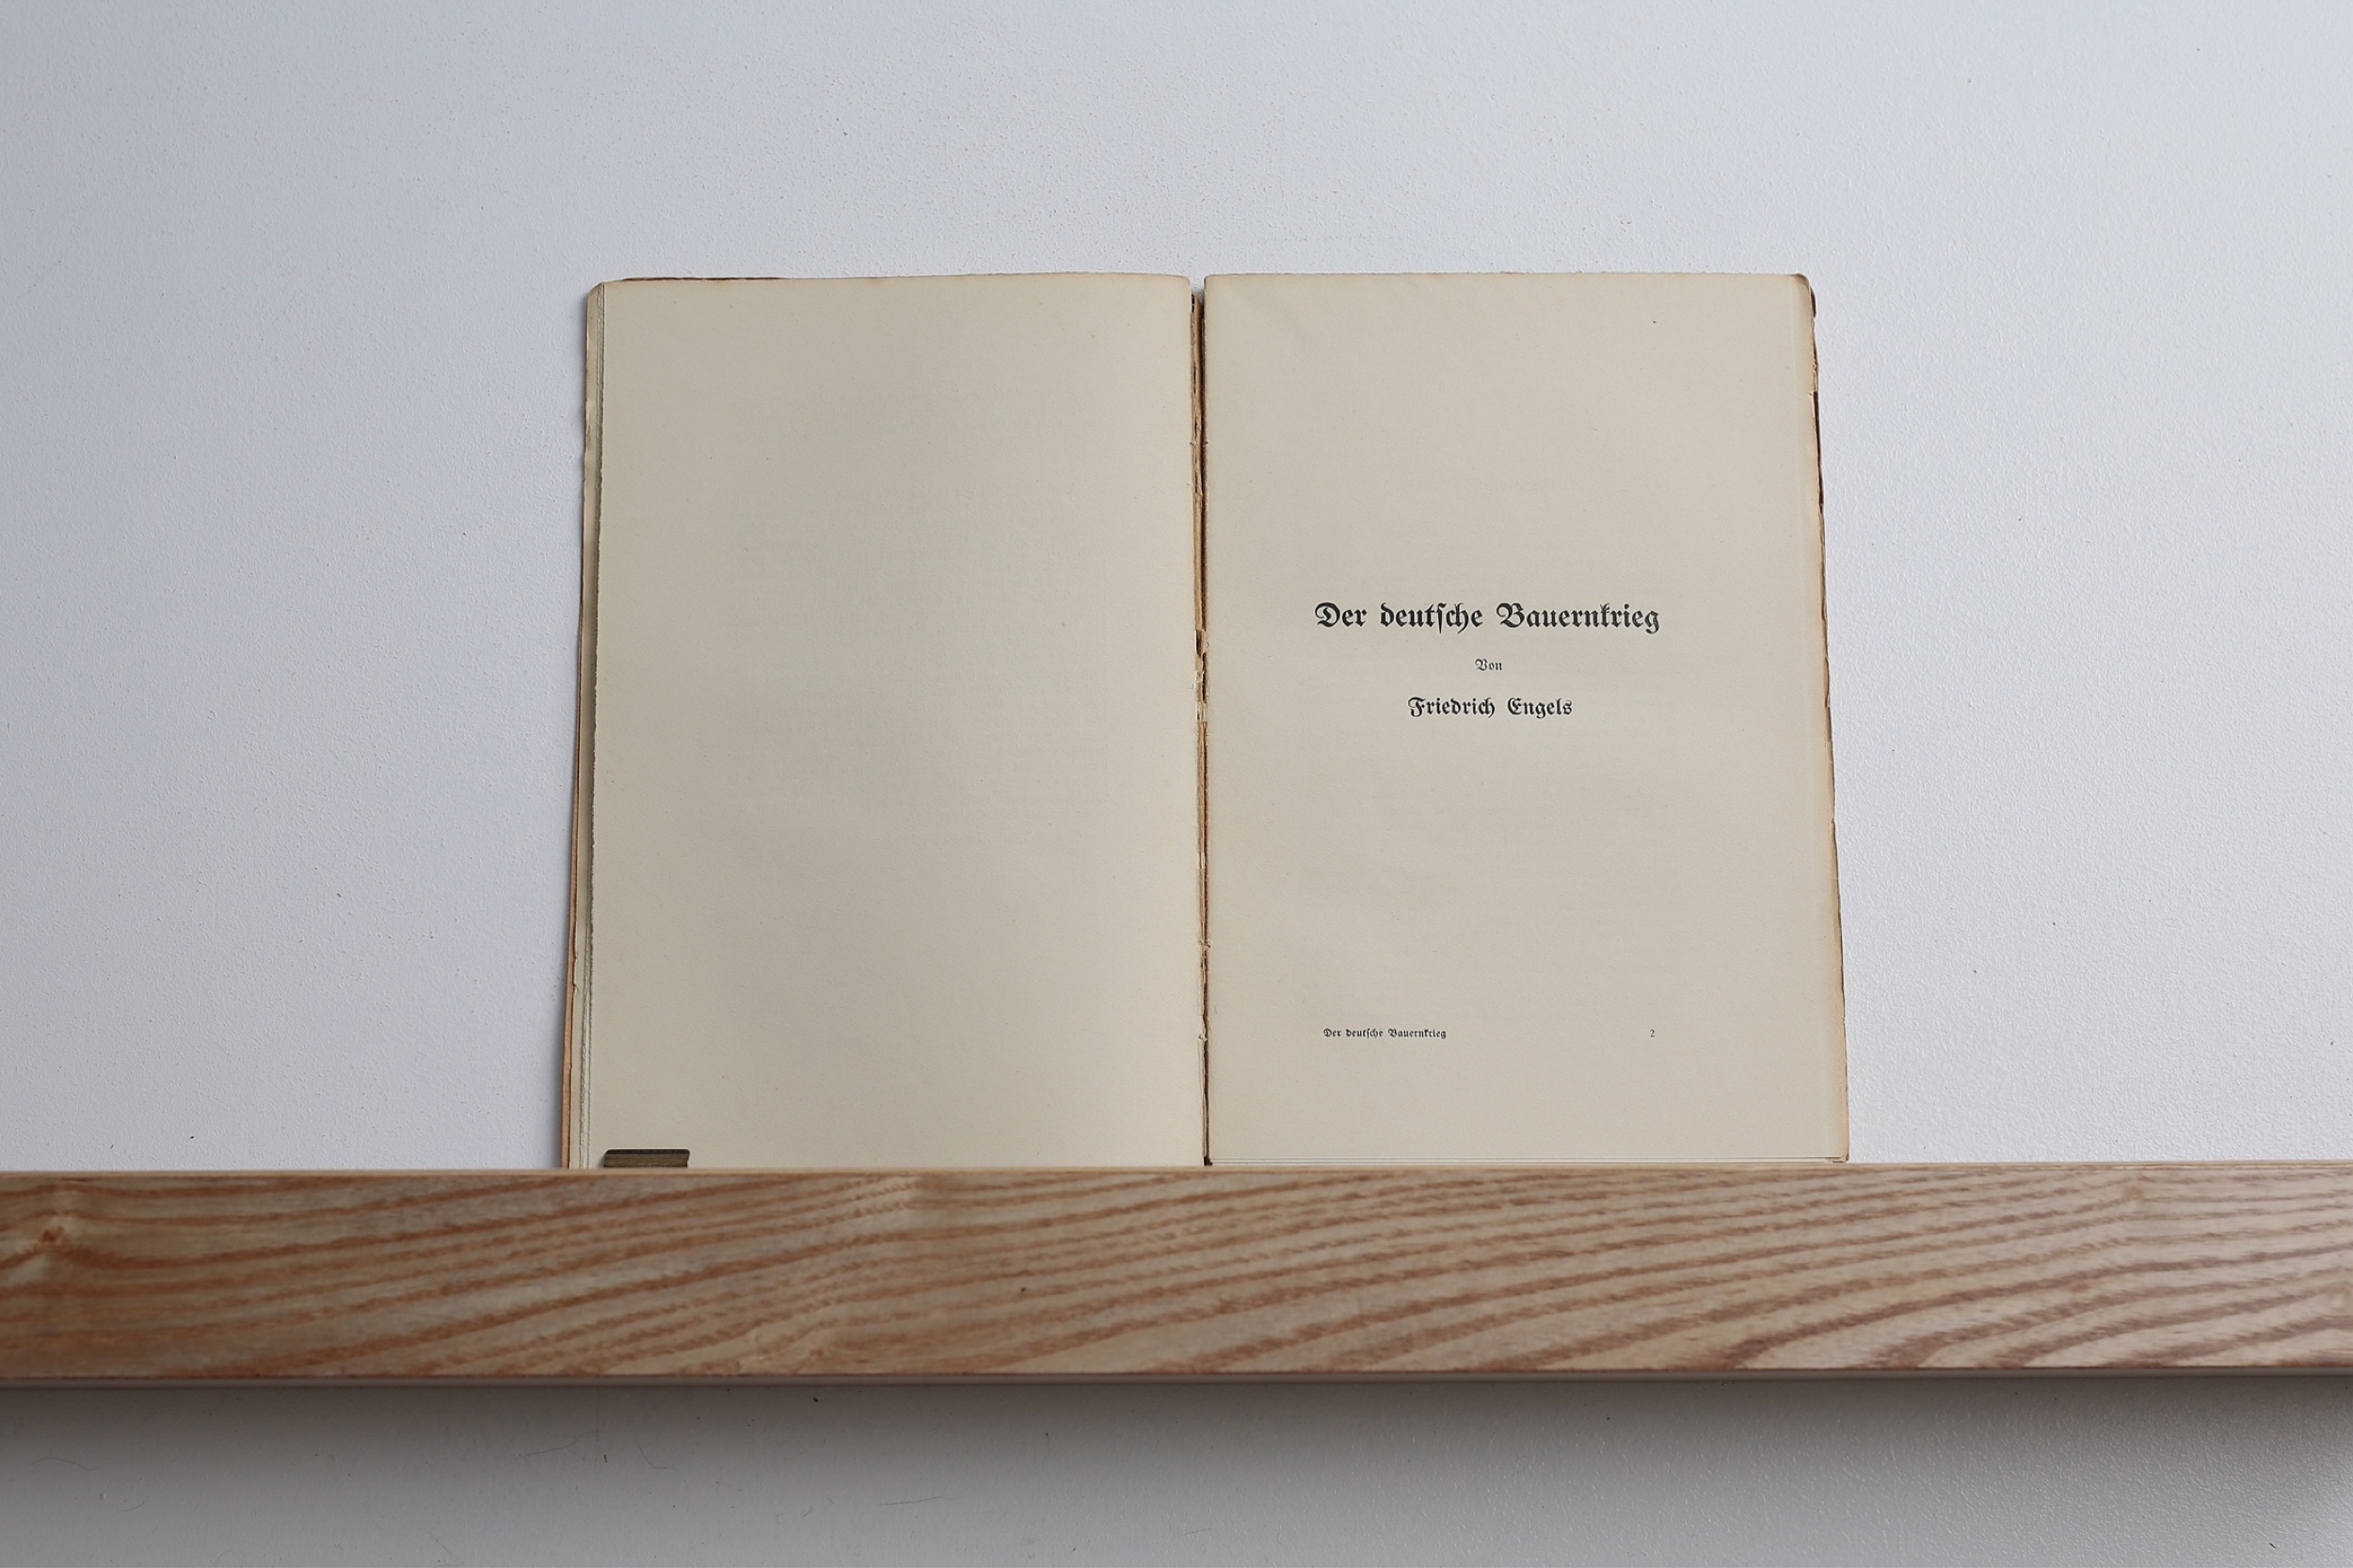 Der deutſche Bauernkrieg
Von
Friedrich Engels
Der deutſche Bauernkrieg 2